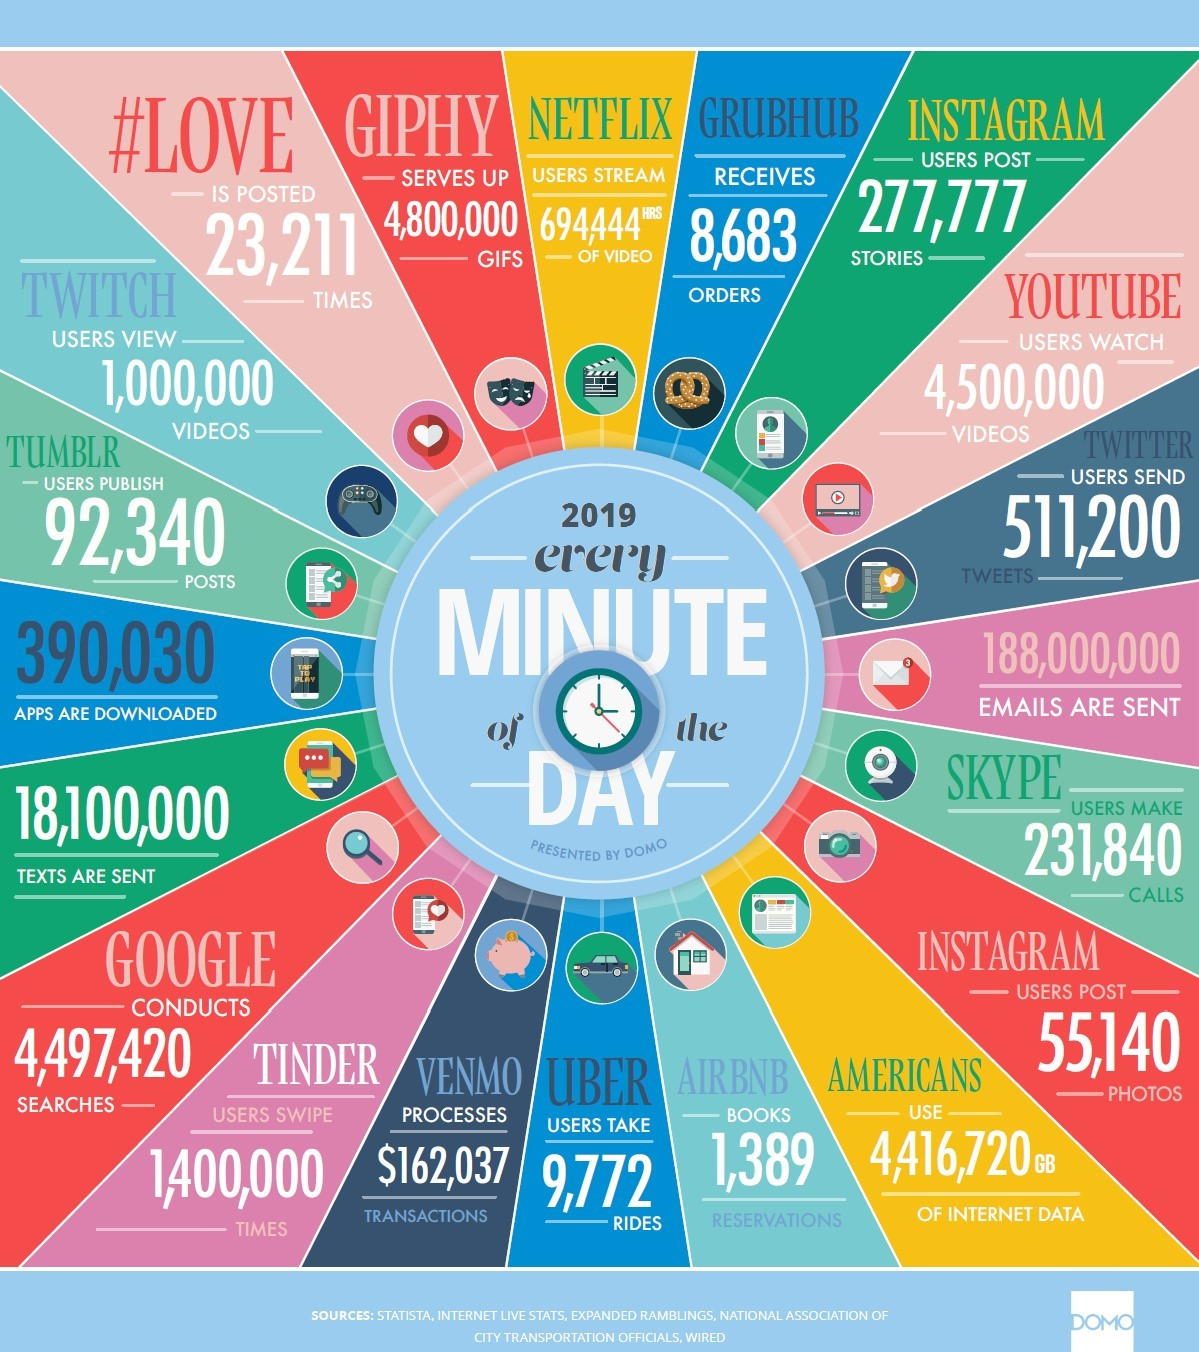 #LOVE
IS POSTED
23,211
TIMES
GIPHY
SERVES UP
4,800,000
GIFS
NETFLIX
USERS STREAM
694,444 HRS
OF VIDEO
GRUBHUB
RECEIVES
8,683
ORDERS
INSTAGRAM
USERS POST
277,777
STORIES
YOUTUBE
USERS WATCH
4,500,000
VIDEOS
TWITTER
USERS SEND
511,200
TWEETS
188,000,000
EMAILS ARE SENT
3
SKYPE
USERS MAKE
231,840
CALLS
INSTAGRAM
USERS POST
55,140
PHOTOS
AMERICANS
USE
4,416,720 GB
OF INTERNET DATA
AIRBNB
BOOKS
1,389
RESERVATIONS
UBER
USERS TAKE
9,772
RIDES
VENMO
PROCESSES
$162,037
TRANSACTIONS
TINDER
USERS SWIPE
1,400,000
TIMES
GOOGLE
CONDUCTS
4,497,420
SEARCHES
18,100,000
TEXTS ARE SENT
390,030
APPS ARE DOWNLOADED
TAP
TO
PLAY
TUMBLR
USERS PUBLISH
92,340
POSTS
TWITCH
USERS VIEW
1,000,000
VIDEOS
2019
every
MINUTE
of the
DAY
PRESENTED BY DOMO
SOURCES: STATISTA, INTERNET LIVE STATS, EXPANDED RAMBLINGS, NATIONAL ASSOCIATION OF
CITY TRANSPORTATION OFFICIALS, WIRED
DOMO